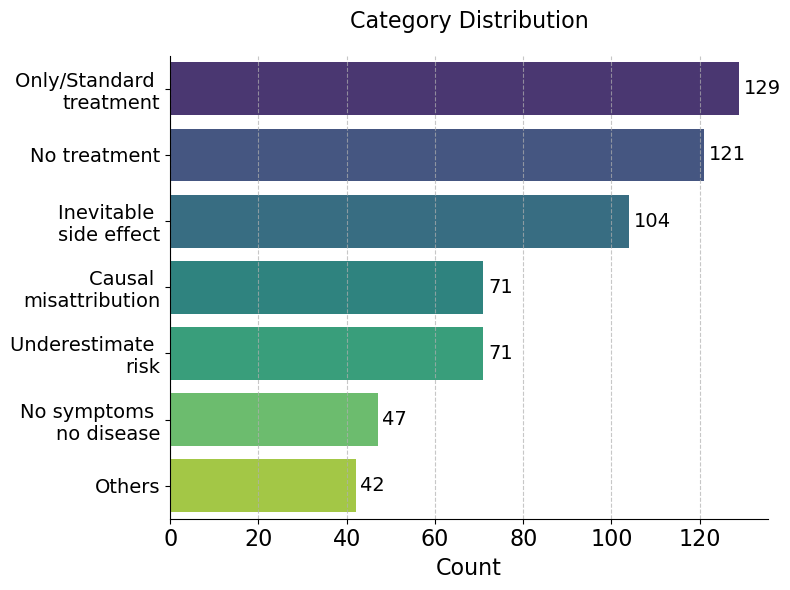 Category Distribution
Only/Standard
treatment
129
No treatment
121
Inevitable
side effect
104
Causal
misattribution
71
Underestimate
risk
71
No symptoms
no disease
47
Others
42
0 20 40 60 80 100 120
Count